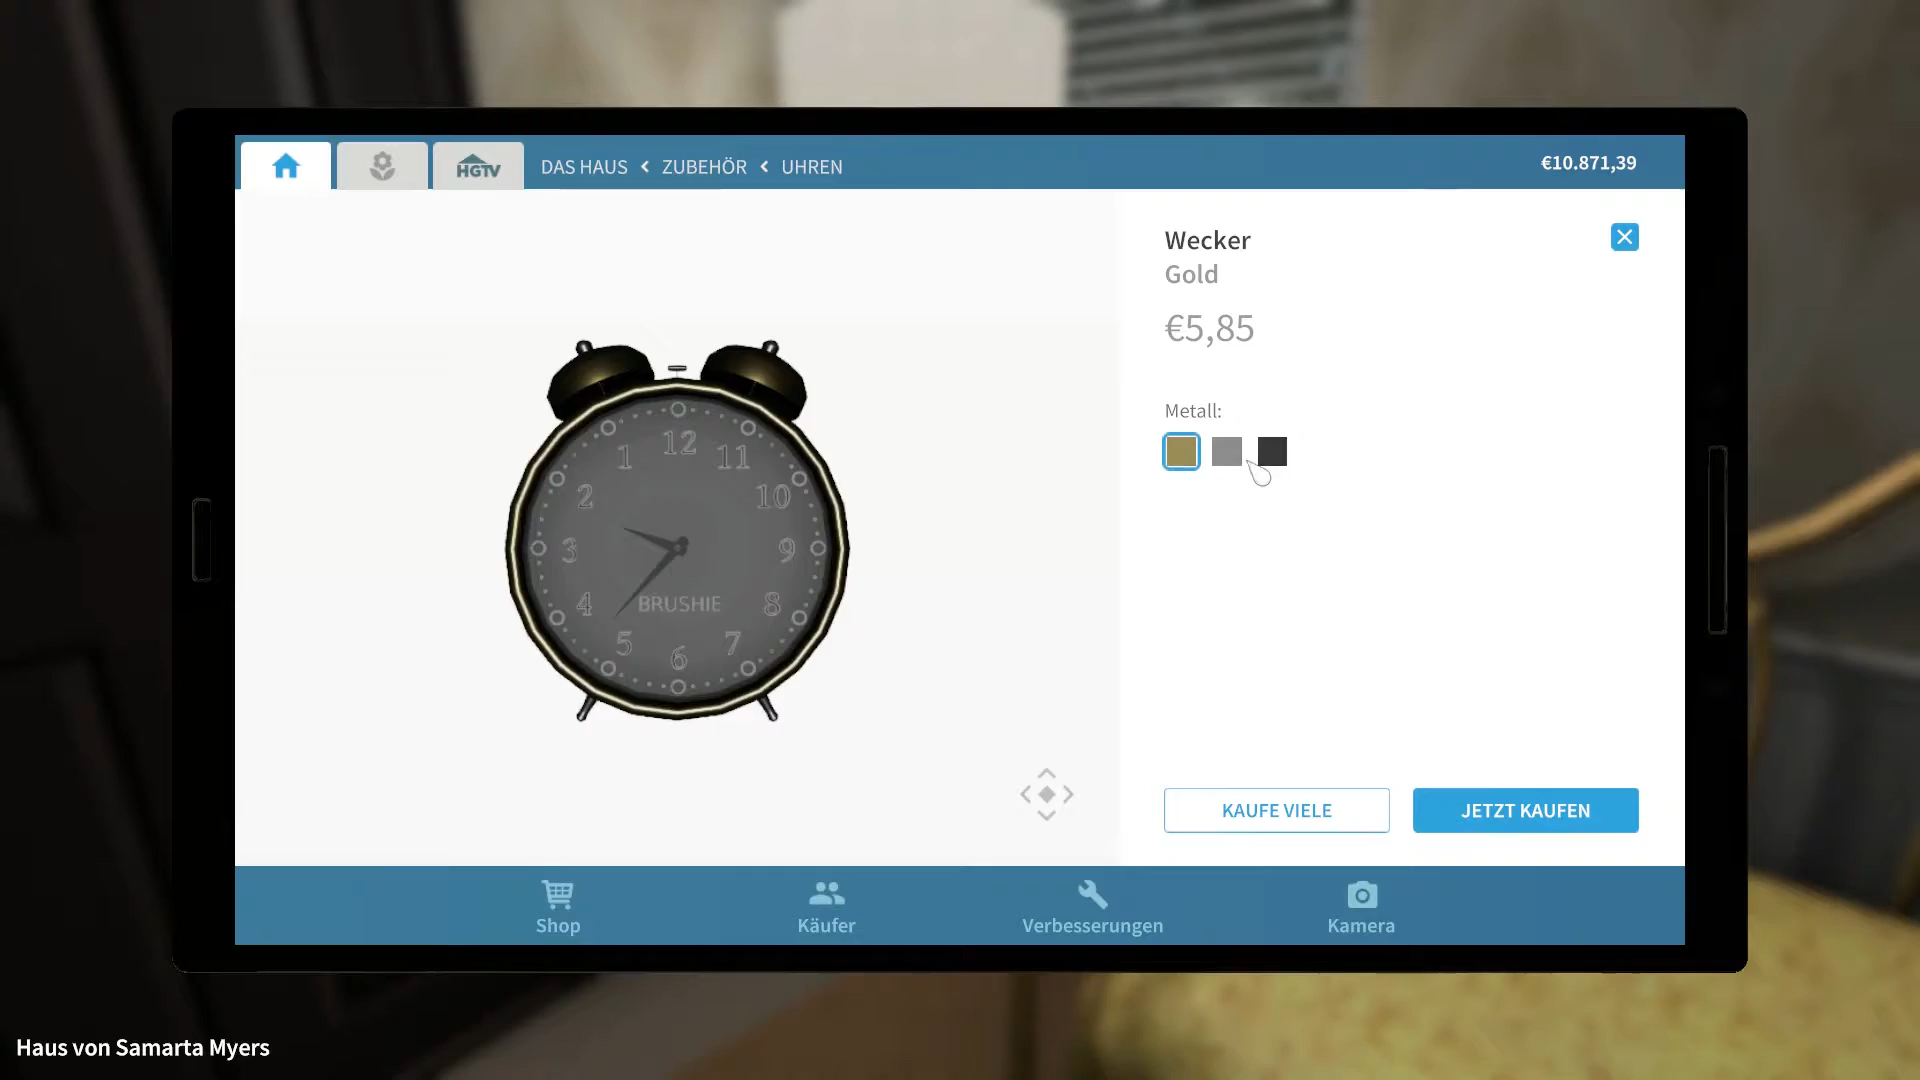 HGTV
DAS HAUS < ZUBEHÖR < UHREN
€10.871,39
Wecker
Gold
€5,85
Metall:
12
1 11
2 10
3 9
4 8
BRUSHIE
5 7
6
KAUFE VIELE
JETZT KAUFEN
Shop
Käufer
Verbesserungen
Kamera
Haus von Samarta Myers